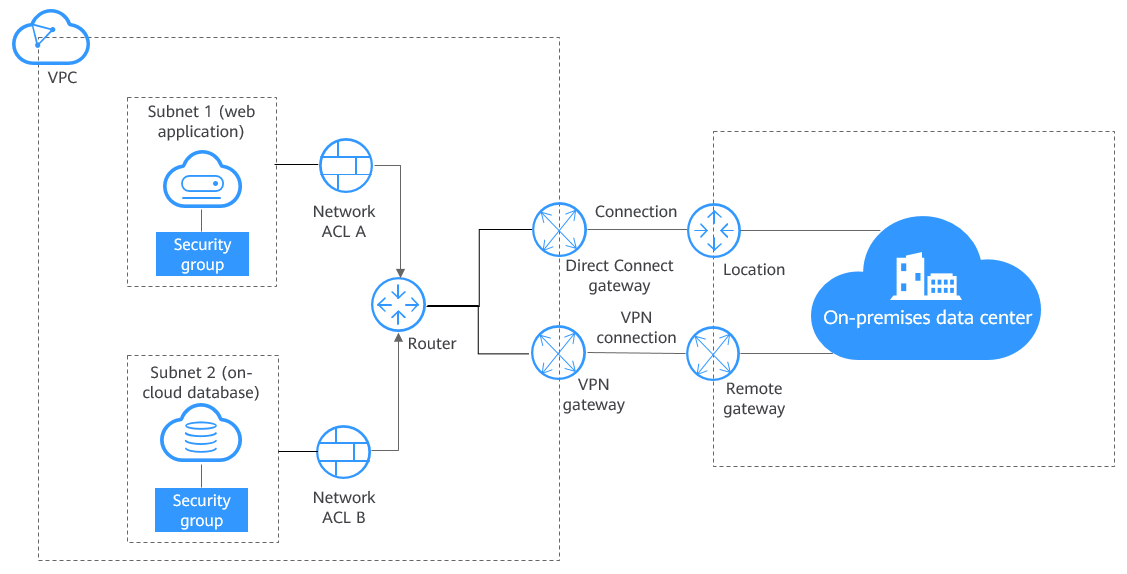 VPC
Subnet 1 (web
application)
Security
group
Network
ACL A
Router
Subnet 2 (on-
cloud database)
Security
group
Network
ACL B
Connection
Direct Connect
gateway
Location
VPN
connection
VPN
gateway
Remote
gateway
On-premises data center